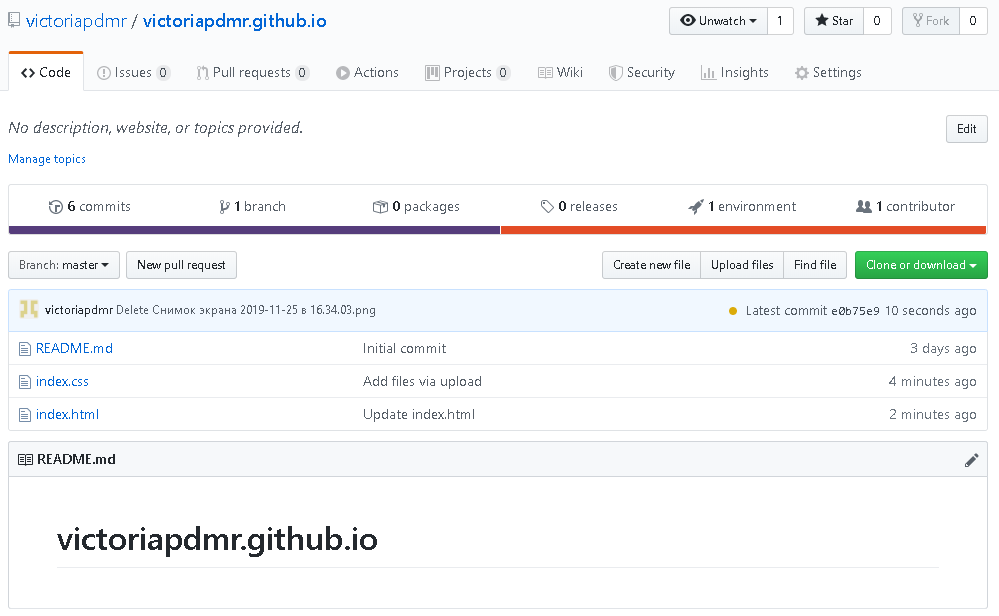 victoriapdmr / victoriapdmr.github.io Unwatch 1 Star 0 Fork 0
Code Issues 0 Pull requests 0 Actions Projects 0 Wiki Security Insights Settings
No description, website, or topics provided. Edit
Manage topics
6 commits 1 branch 0 packages 0 releases 1 environment 1 contributor
Branch: master New pull request Create new file Upload files Find file Clone or download
victoriapdmr Delete Снимок экрана 2019-11-25 в 16.34.03.png Latest commit e0b75e9 10 seconds ago
README.md Initial commit 3 days ago
index.css Add files via upload 4 minutes ago
index.html Update index.html 2 minutes ago
README.md
victoriapdmr.github.io